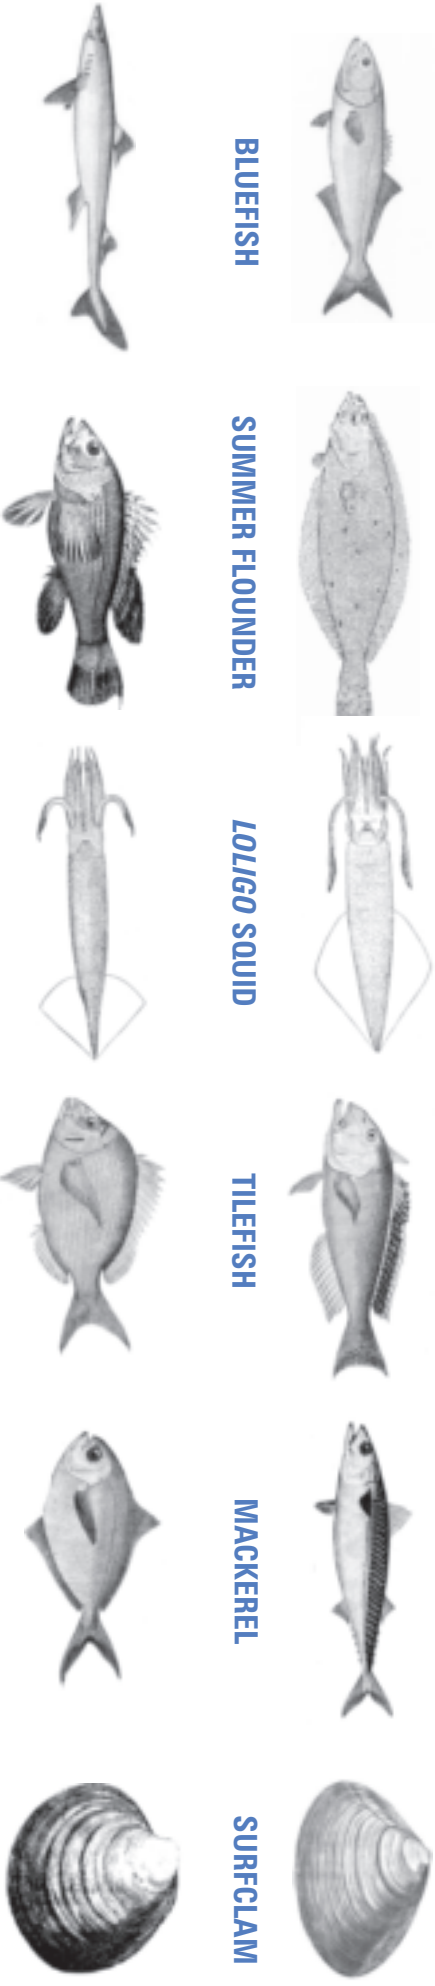 BLUEFISH
SUMMER FLOUNDER
LOLIGO SQUID
TILEFISH
MACKEREL
SURFCLAM